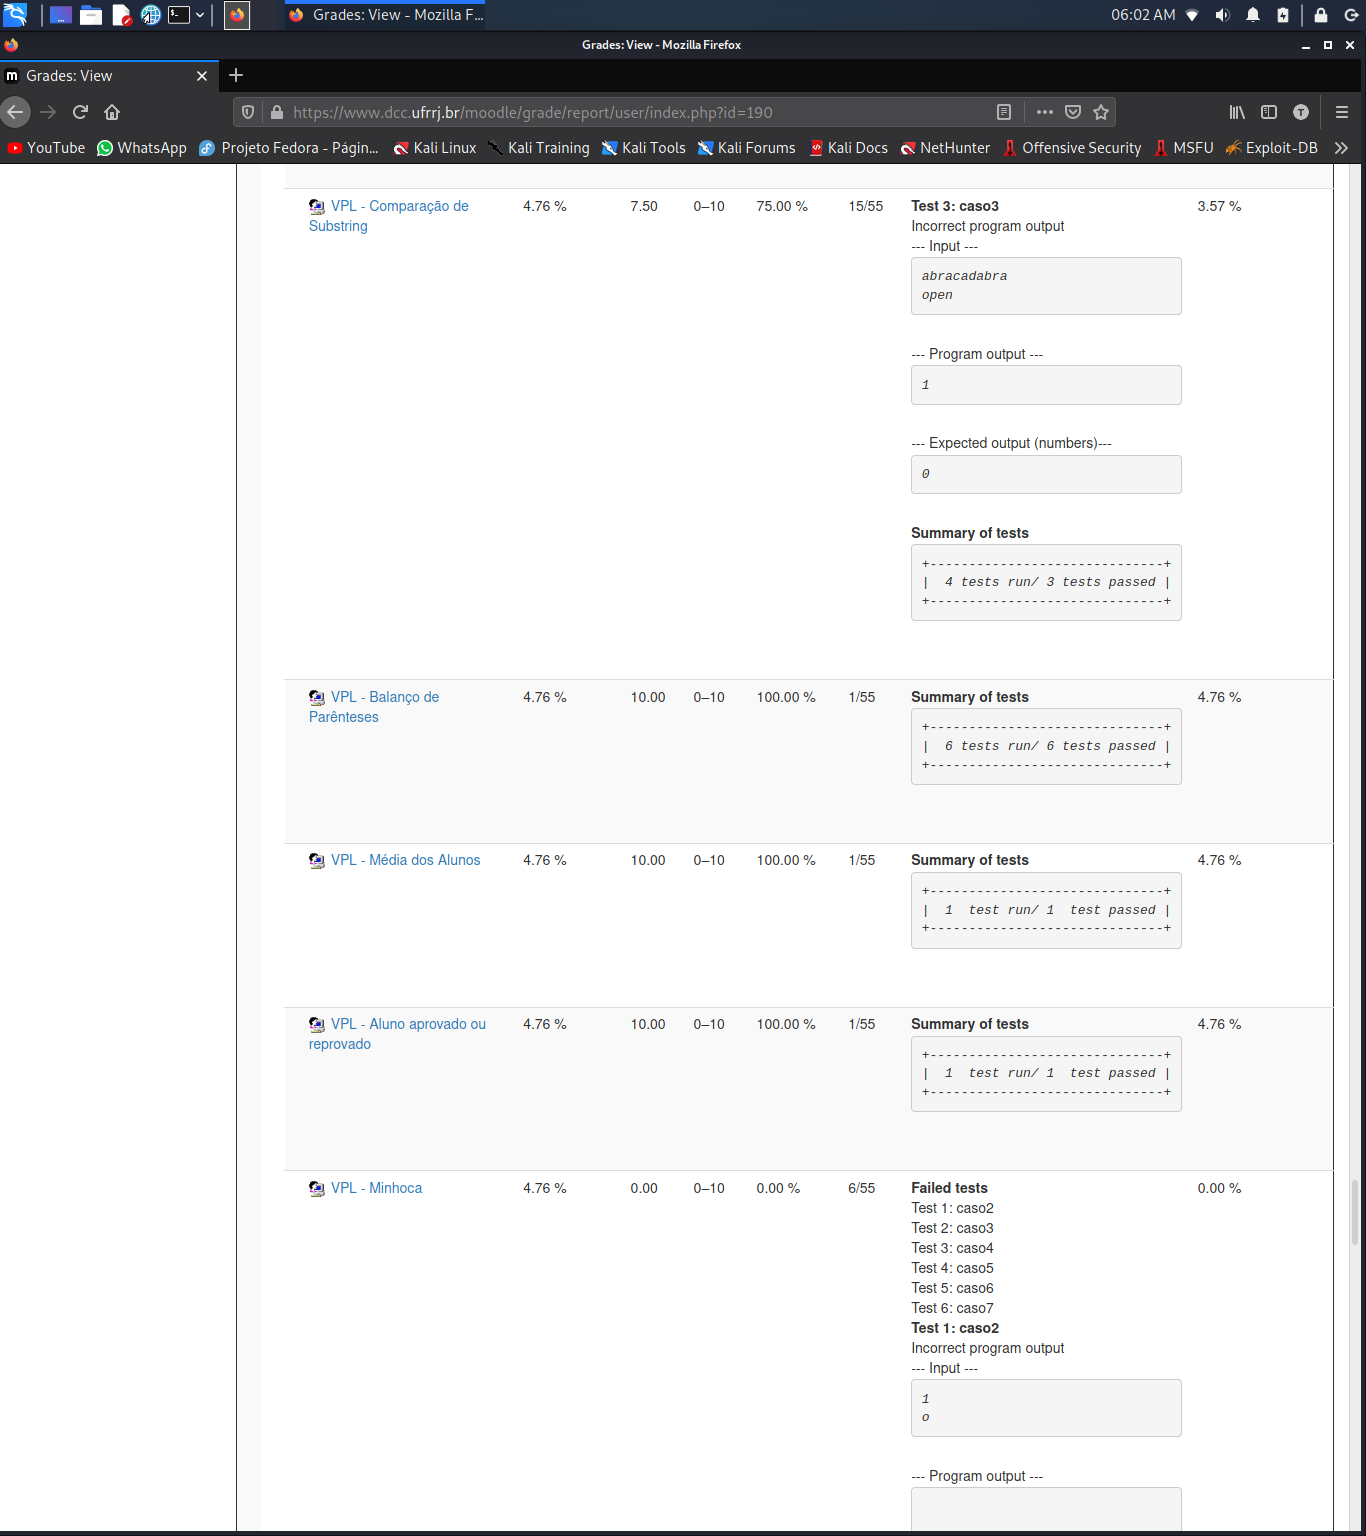 Grades: View - Mozilla F...
06:02 AM
Grades: View - Mozilla Firefox
m Grades: View
https://www.dcc.ufrrj.br/moodle/grade/report/user/index.php?id=190
T
YouTube WhatsApp Projeto Fedora - Págin... Kali Linux Kali Training Kali Tools Kali Forums Kali Docs NetHunter Offensive Security MSFU Exploit-DB
VPL - Comparação de Substring 4.76 % 7.50 0–10 75.00 % 15/55 Test 3: caso3 3.57 %
Incorrect program output
--- Input ---
abracadabra
open
--- Program output ---
1
--- Expected output (numbers)---
0
Summary of tests
+------------------------------+
| 4 tests run/ 3 tests passed |
+------------------------------+
VPL - Balanço de Parênteses 4.76 % 10.00 0–10 100.00 % 1/55 Summary of tests 4.76 %
+------------------------------+
| 6 tests run/ 6 tests passed |
+------------------------------+
VPL - Média dos Alunos 4.76 % 10.00 0–10 100.00 % 1/55 Summary of tests 4.76 %
+------------------------------+
| 1 test run/ 1 test passed |
+------------------------------+
VPL - Aluno aprovado ou reprovado 4.76 % 10.00 0–10 100.00 % 1/55 Summary of tests 4.76 %
+------------------------------+
| 1 test run/ 1 test passed |
+------------------------------+
VPL - Minhoca 4.76 % 0.00 0–10 0.00 % 6/55 Failed tests 0.00 %
Test 1: caso2
Test 2: caso3
Test 3: caso4
Test 4: caso5
Test 5: caso6
Test 6: caso7
Test 1: caso2
Incorrect program output
--- Input ---
1
o
--- Program output ---